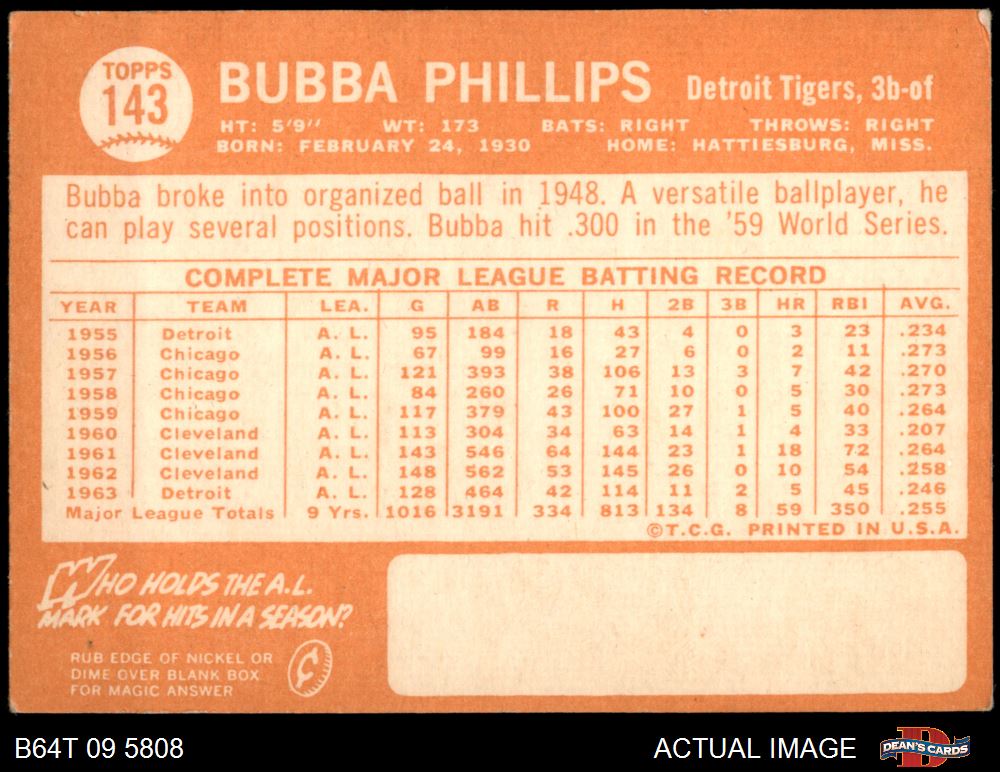 TOPPS
143
BUBBA PHILLIPS Detroit Tigers, 3b-of
HT: 5'9" WT: 173 BATS: RIGHT THROWS: RIGHT
BORN: FEBRUARY 24, 1930 HOME: HATTIESBURG, MISS.
Bubba broke into organized ball in 1948. A versatile ballplayer, he
can play several positions. Bubba hit .300 in the '59 World Series.
COMPLETE MAJOR LEAGUE BATTING RECORD
YEAR TEAM LEA. G AB R H 2B 3B HR RBI AVG.
1955 Detroit A. L. 95 184 18 43 4 0 3 23 .234
1956 Chicago A. L. 67 99 16 27 6 0 2 11 .273
1957 Chicago A. L. 121 393 38 106 13 3 7 42 .270
1958 Chicago A. L. 84 260 26 71 10 0 5 30 .273
1959 Chicago A. L. 117 379 43 100 27 1 5 40 .264
1960 Cleveland A. L. 113 304 34 63 14 1 4 33 .207
1961 Cleveland A. L. 143 546 64 144 23 1 18 72 .264
1962 Cleveland A. L. 148 562 53 145 26 0 10 54 .258
1963 Detroit A. L. 128 464 42 114 11 2 5 45 .246
Major League Totals 9 Yrs. 1016 3191 334 813 134 8 59 350 .255
©T.C.G. PRINTED IN U.S.A.
WHO HOLDS THE A.L.
MARK FOR HITS IN A SEASON?
RUB EDGE OF NICKEL OR
DIME OVER BLANK BOX
FOR MAGIC ANSWER
B64T 09 5808 ACTUAL IMAGE DEAN'S CARDS